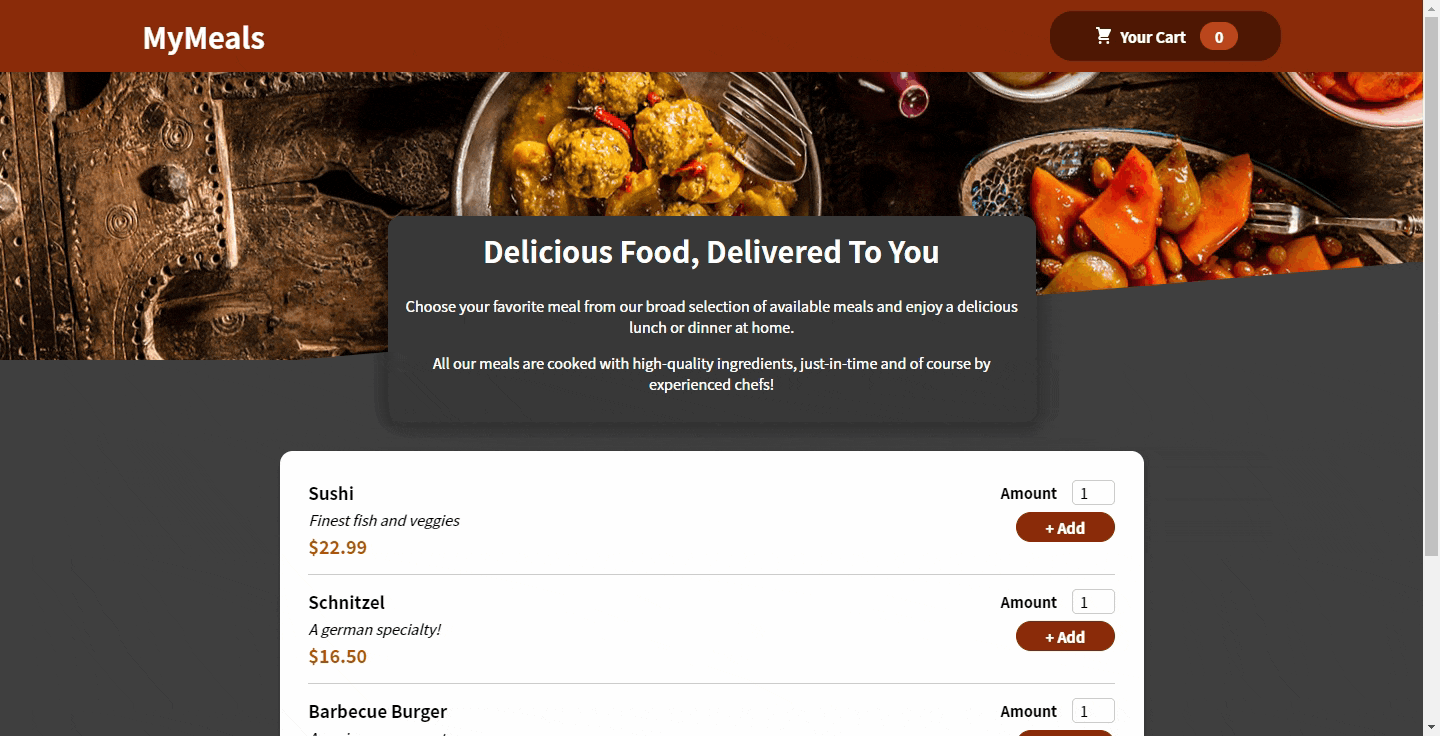 MyMeals
Your Cart 0
Delicious Food, Delivered To You
Choose your favorite meal from our broad selection of available meals and enjoy a delicious
lunch or dinner at home.
All our meals are cooked with high-quality ingredients, just-in-time and of course by
experienced chefs!
Sushi
Finest fish and veggies
$22.99
Amount 1
+ Add
Schnitzel
A german specialty!
$16.50
Amount 1
+ Add
Barbecue Burger
Amount 1